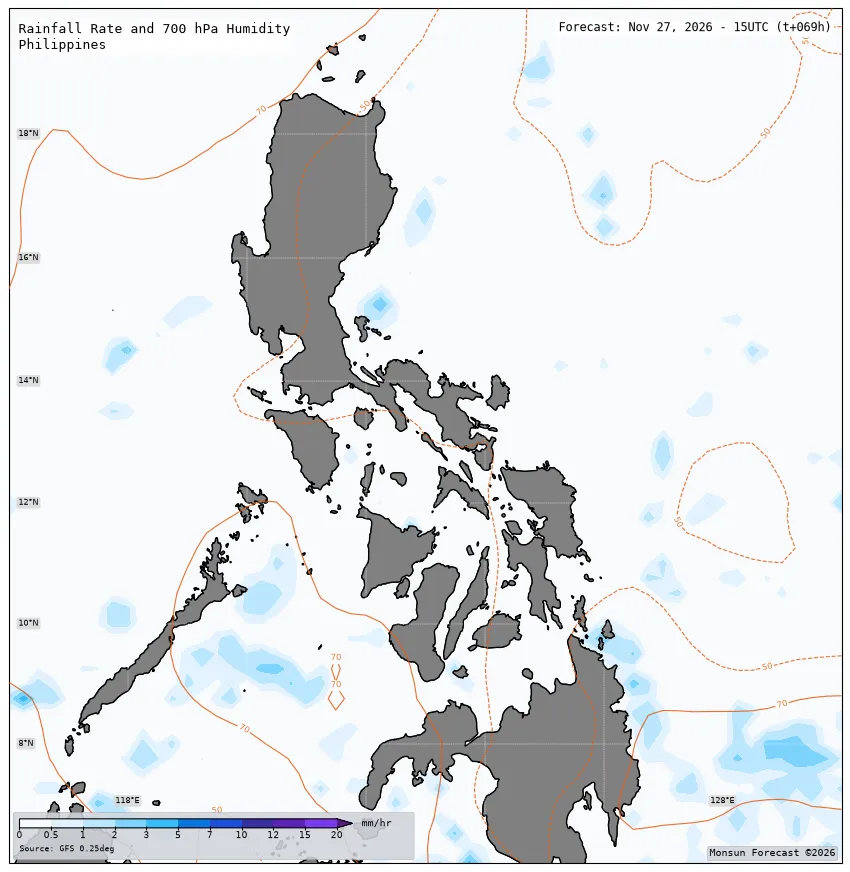 Rainfall Rate and 700 hPa Humidity
Philippines
Forecast: Nov 27, 2026 - 15UTC (t+069h)
50
70
50
18°N
50
16°N
14°N
12°N
50
10°N
70
70
50
70
70
8°N
118°E
128°E
50
0 0.5 1 2 3 5 7 10 12 15 20 mm/hr
Source: GFS 0.25deg
Monsun Forecast ©2026